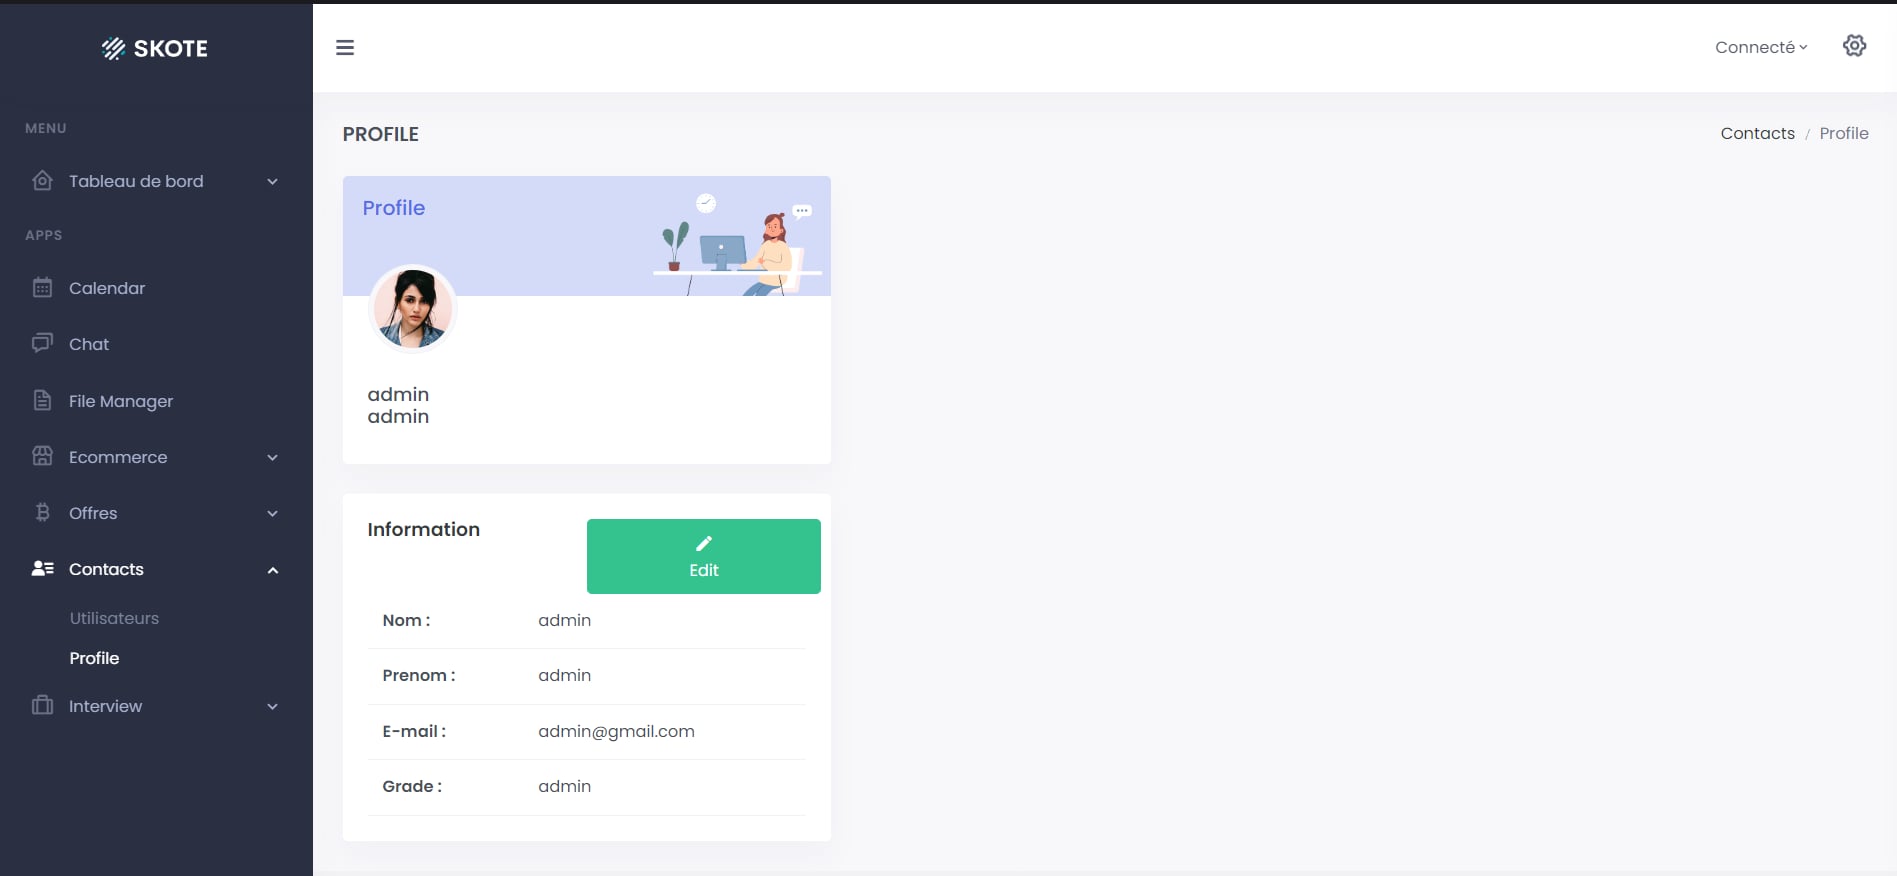 SKOTE
Connecté
MENU
Tableau de bord
APPS
Calendar
Chat
File Manager
Ecommerce
Offres
Contacts
Utilisateurs
Profile
Interview
PROFILE
Contacts / Profile
Profile
admin
admin
Information
Edit
Nom : admin
Prenom : admin
E-mail : admin@gmail.com
Grade : admin